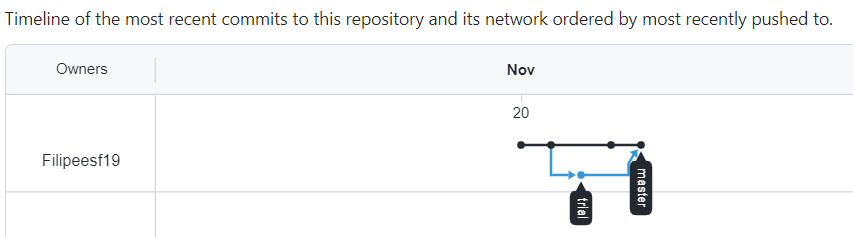 Timeline of the most recent commits to this repository and its network ordered by most recently pushed to.
Owners
Nov
20
Filipeesf19
trial
master